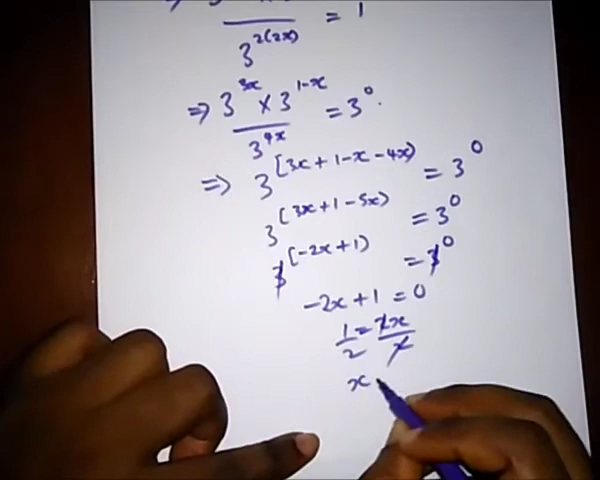 = 1
3^2(2x)
⇒ 3^3x × 3^1-x = 3^0.
3^4x
⇒ 3^[3x + 1 - x - 4x) = 3^0
3^(3x + 1 - 5x) = 3^0
3^(-2x + 1) = 3^0
-2x + 1 = 0
1/2 = 2x/2
x